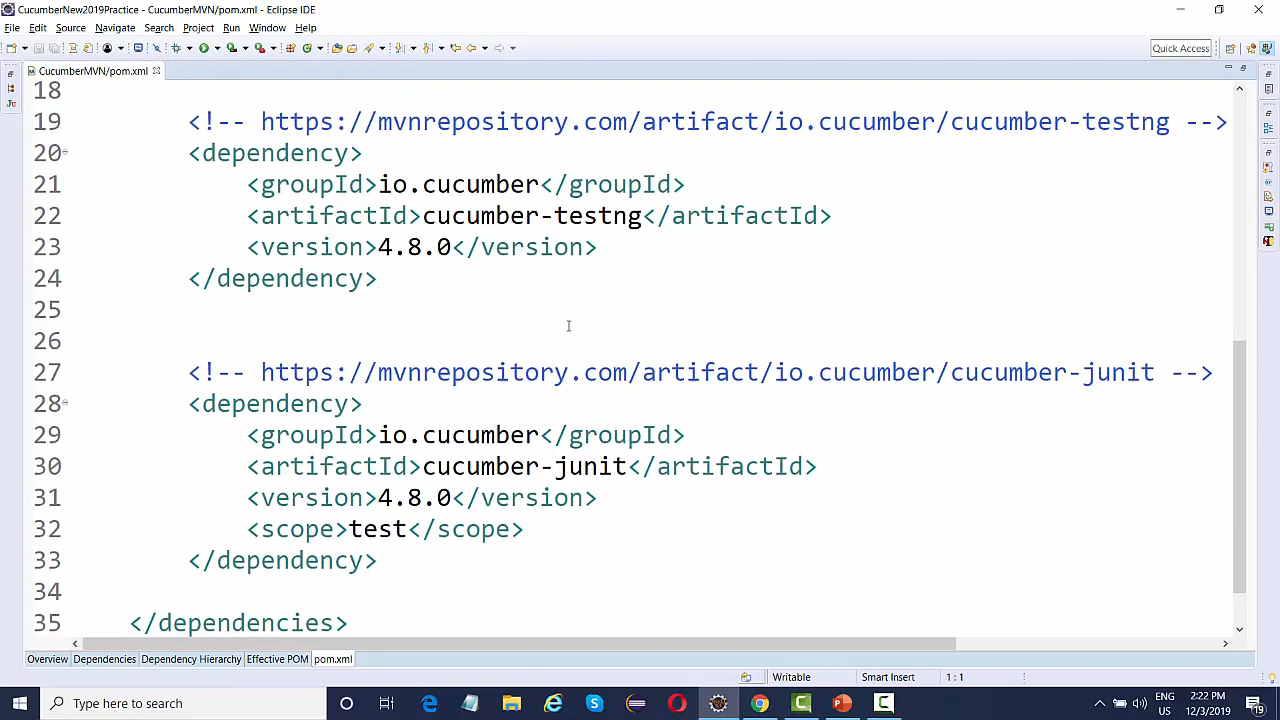 CucumberNew2019Practice - CucumberMVN/pom.xml - Eclipse IDE
File Edit Source Navigate Search Project Run Window Help
Quick Access
CucumberMVN/pom.xml
18
19 <!-- https://mvnrepository.com/artifact/io.cucumber/cucumber-testng -->
20 <dependency>
21 <groupId>io.cucumber</groupId>
22 <artifactId>cucumber-testng</artifactId>
23 <version>4.8.0</version>
24 </dependency>
25
26
27 <!-- https://mvnrepository.com/artifact/io.cucumber/cucumber-junit -->
28 <dependency>
29 <groupId>io.cucumber</groupId>
30 <artifactId>cucumber-junit</artifactId>
31 <version>4.8.0</version>
32 <scope>test</scope>
33 </dependency>
34
35 </dependencies>
Overview Dependencies Dependency Hierarchy Effective POM pom.xml
Writable Smart Insert 1 : 1
Type here to search
ENG 2:22 PM
US 12/3/2019 19